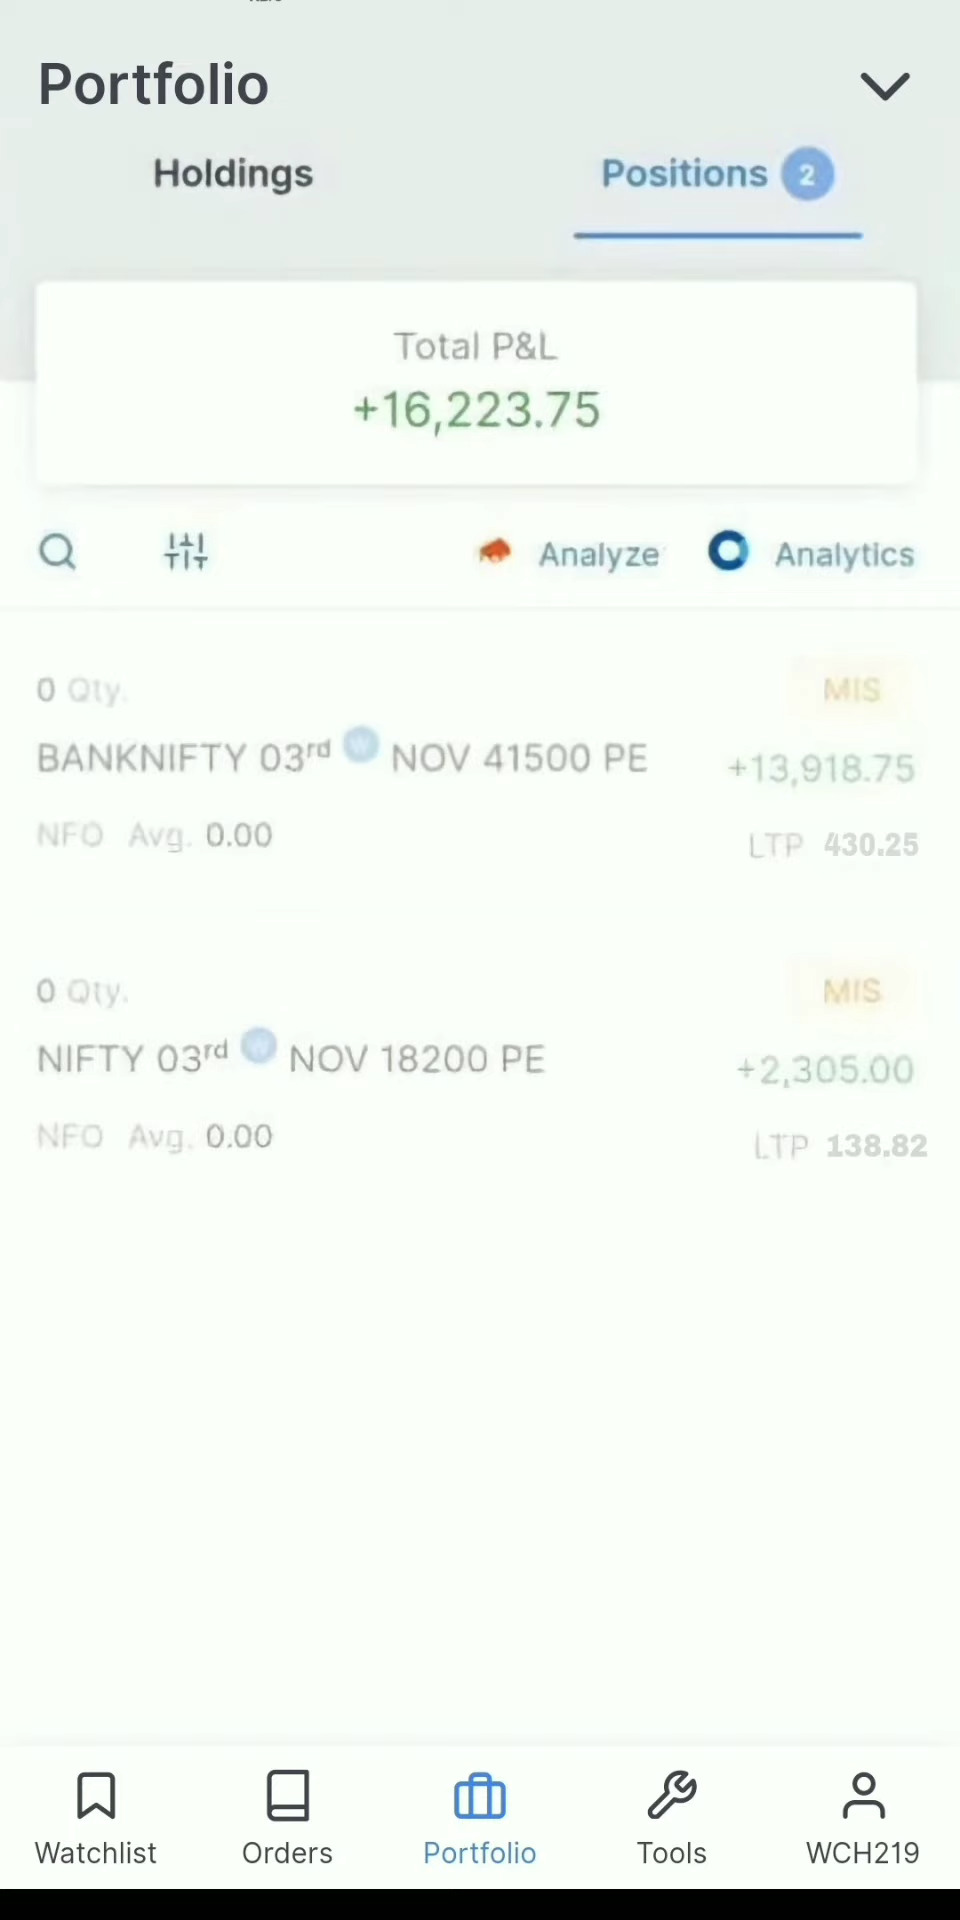 Portfolio
Holdings
Positions 2
Total P&L
+16,223.75
Analyze
Analytics
0 Qty.
MIS
BANKNIFTY 03rd W NOV 41500 PE
+13,918.75
NFO Avg. 0.00
LTP 430.25
0 Qty.
MIS
NIFTY 03rd W NOV 18200 PE
+2,305.00
NFO Avg. 0.00
LTP 138.82
Watchlist
Orders
Portfolio
Tools
WCH219